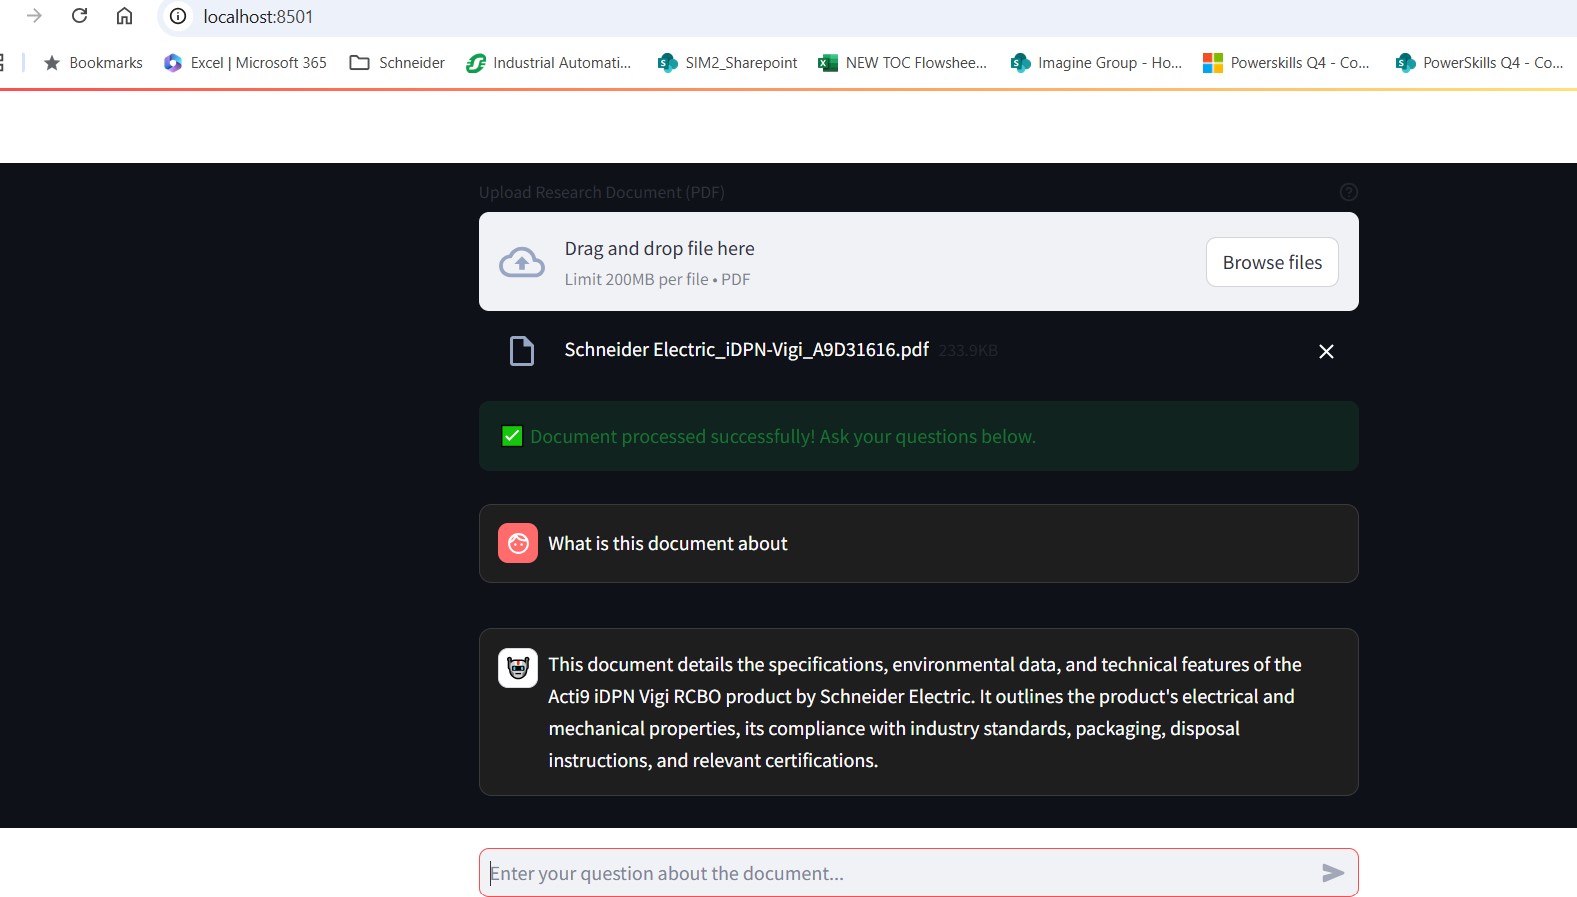 localhost:8501
Bookmarks
Excel | Microsoft 365
Schneider
Industrial Automati...
SIM2_Sharepoint
NEW TOC Flowshee...
Imagine Group - Ho...
Powerskills Q4 - Co...
PowerSkills Q4 - Co...
Upload Research Document (PDF)
Drag and drop file here
Limit 200MB per file • PDF
Browse files
Schneider Electric_iDPN-Vigi_A9D31616.pdf 233.9KB
✅ Document processed successfully! Ask your questions below.
What is this document about
This document details the specifications, environmental data, and technical features of the
Acti9 iDPN Vigi RCBO product by Schneider Electric. It outlines the product's electrical and
mechanical properties, its compliance with industry standards, packaging, disposal
instructions, and relevant certifications.
Enter your question about the document...